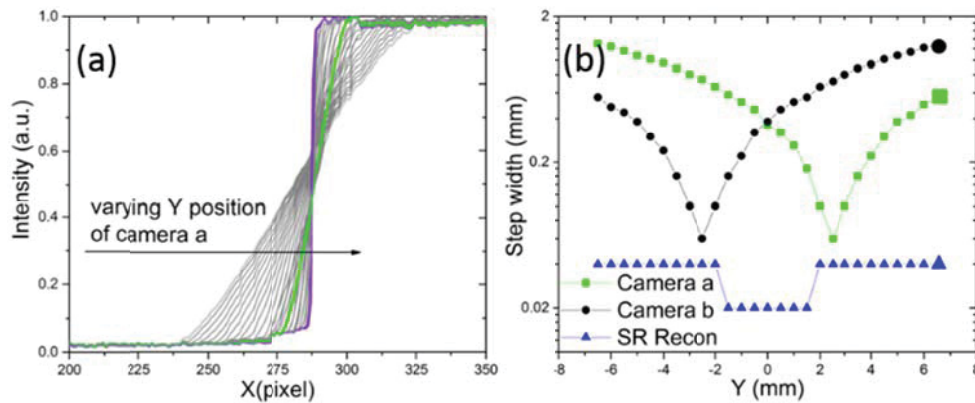 (a)
Intensity (a.u.)
1.0
0.8
0.6
0.4
0.2
0.0
varying Y position
of camera a
200 225 250 275 300 325 350
X(pixel)
(b)
Step width (mm)
2
0.2
0.02
Camera a
Camera b
SR Recon
-8 -6 -4 -2 0 2 4 6 8
Y (mm)